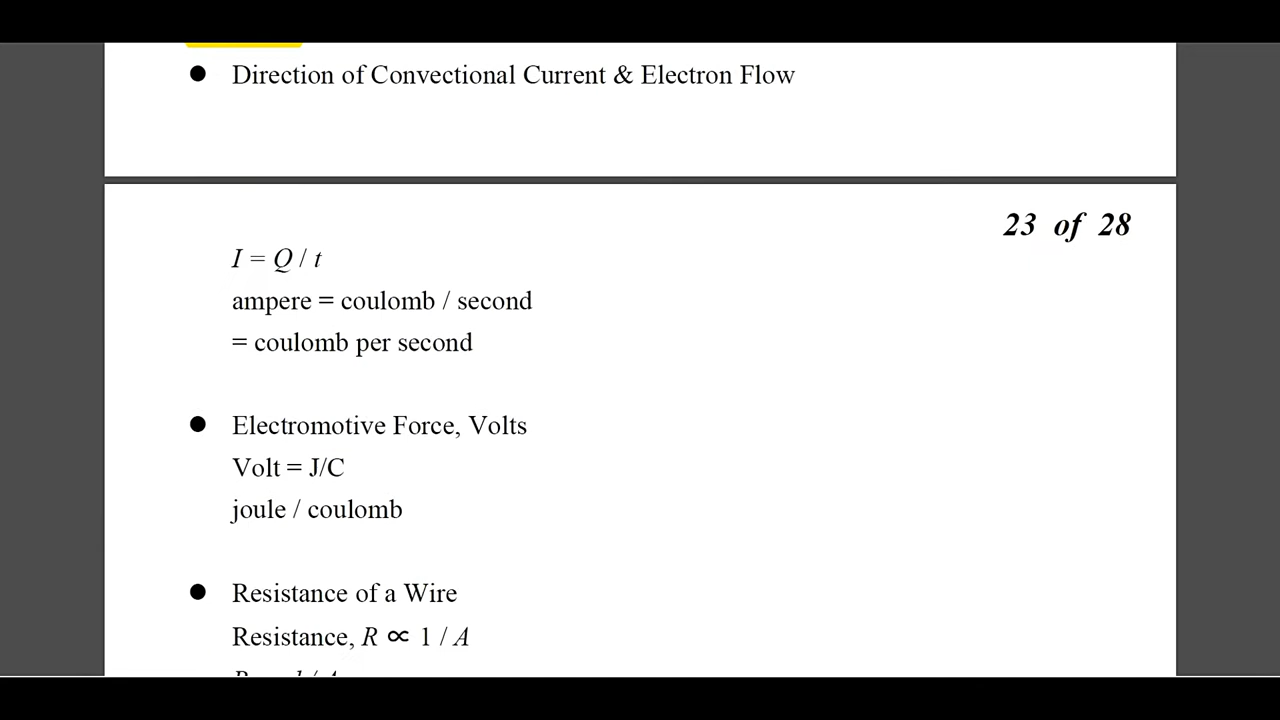 ● Direction of Convectional Current & Electron Flow
23 of 28
I = Q / t
ampere = coulomb / second
= coulomb per second
● Electromotive Force, Volts
Volt = J/C
joule / coulomb
● Resistance of a Wire
Resistance, R ∝ 1 / A